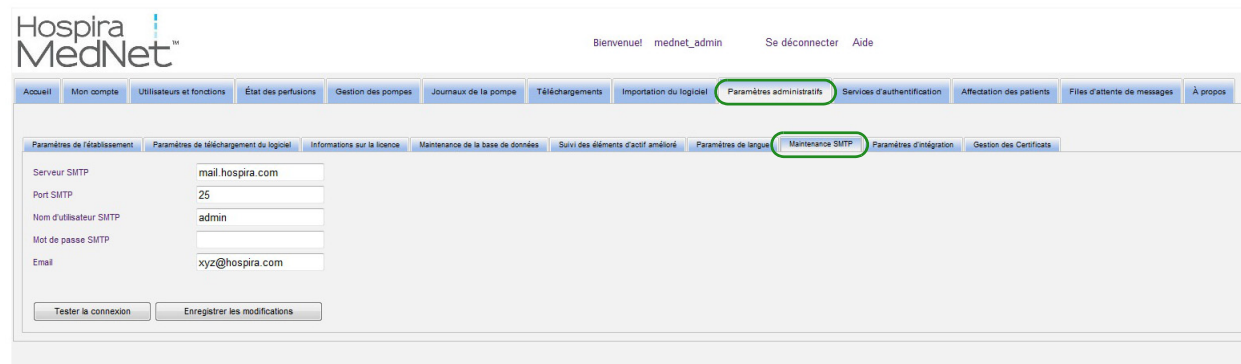 Hospira
MedNet™
Bienvenue! mednet_admin Se déconnecter Aide
Accueil Mon compte Utilisateurs et fonctions État des perfusions Gestion des pompes Journaux de la pompe Téléchargements Importation du logiciel Paramètres administratifs Services d'authentification Affectation des patients Files d'attente de messages À propos
Paramètres de l'établissement Paramètres de téléchargement du logiciel Informations sur la licence Maintenance de la base de données Suivi des éléments d'actif amélioré Paramètres de langue Maintenance SMTP Paramètres d'intégration Gestion des Certificats
Serveur SMTP mail.hospira.com
Port SMTP 25
Nom d'utilisateur SMTP admin
Mot de passe SMTP
Email xyz@hospira.com
Tester la connexion Enregistrer les modifications